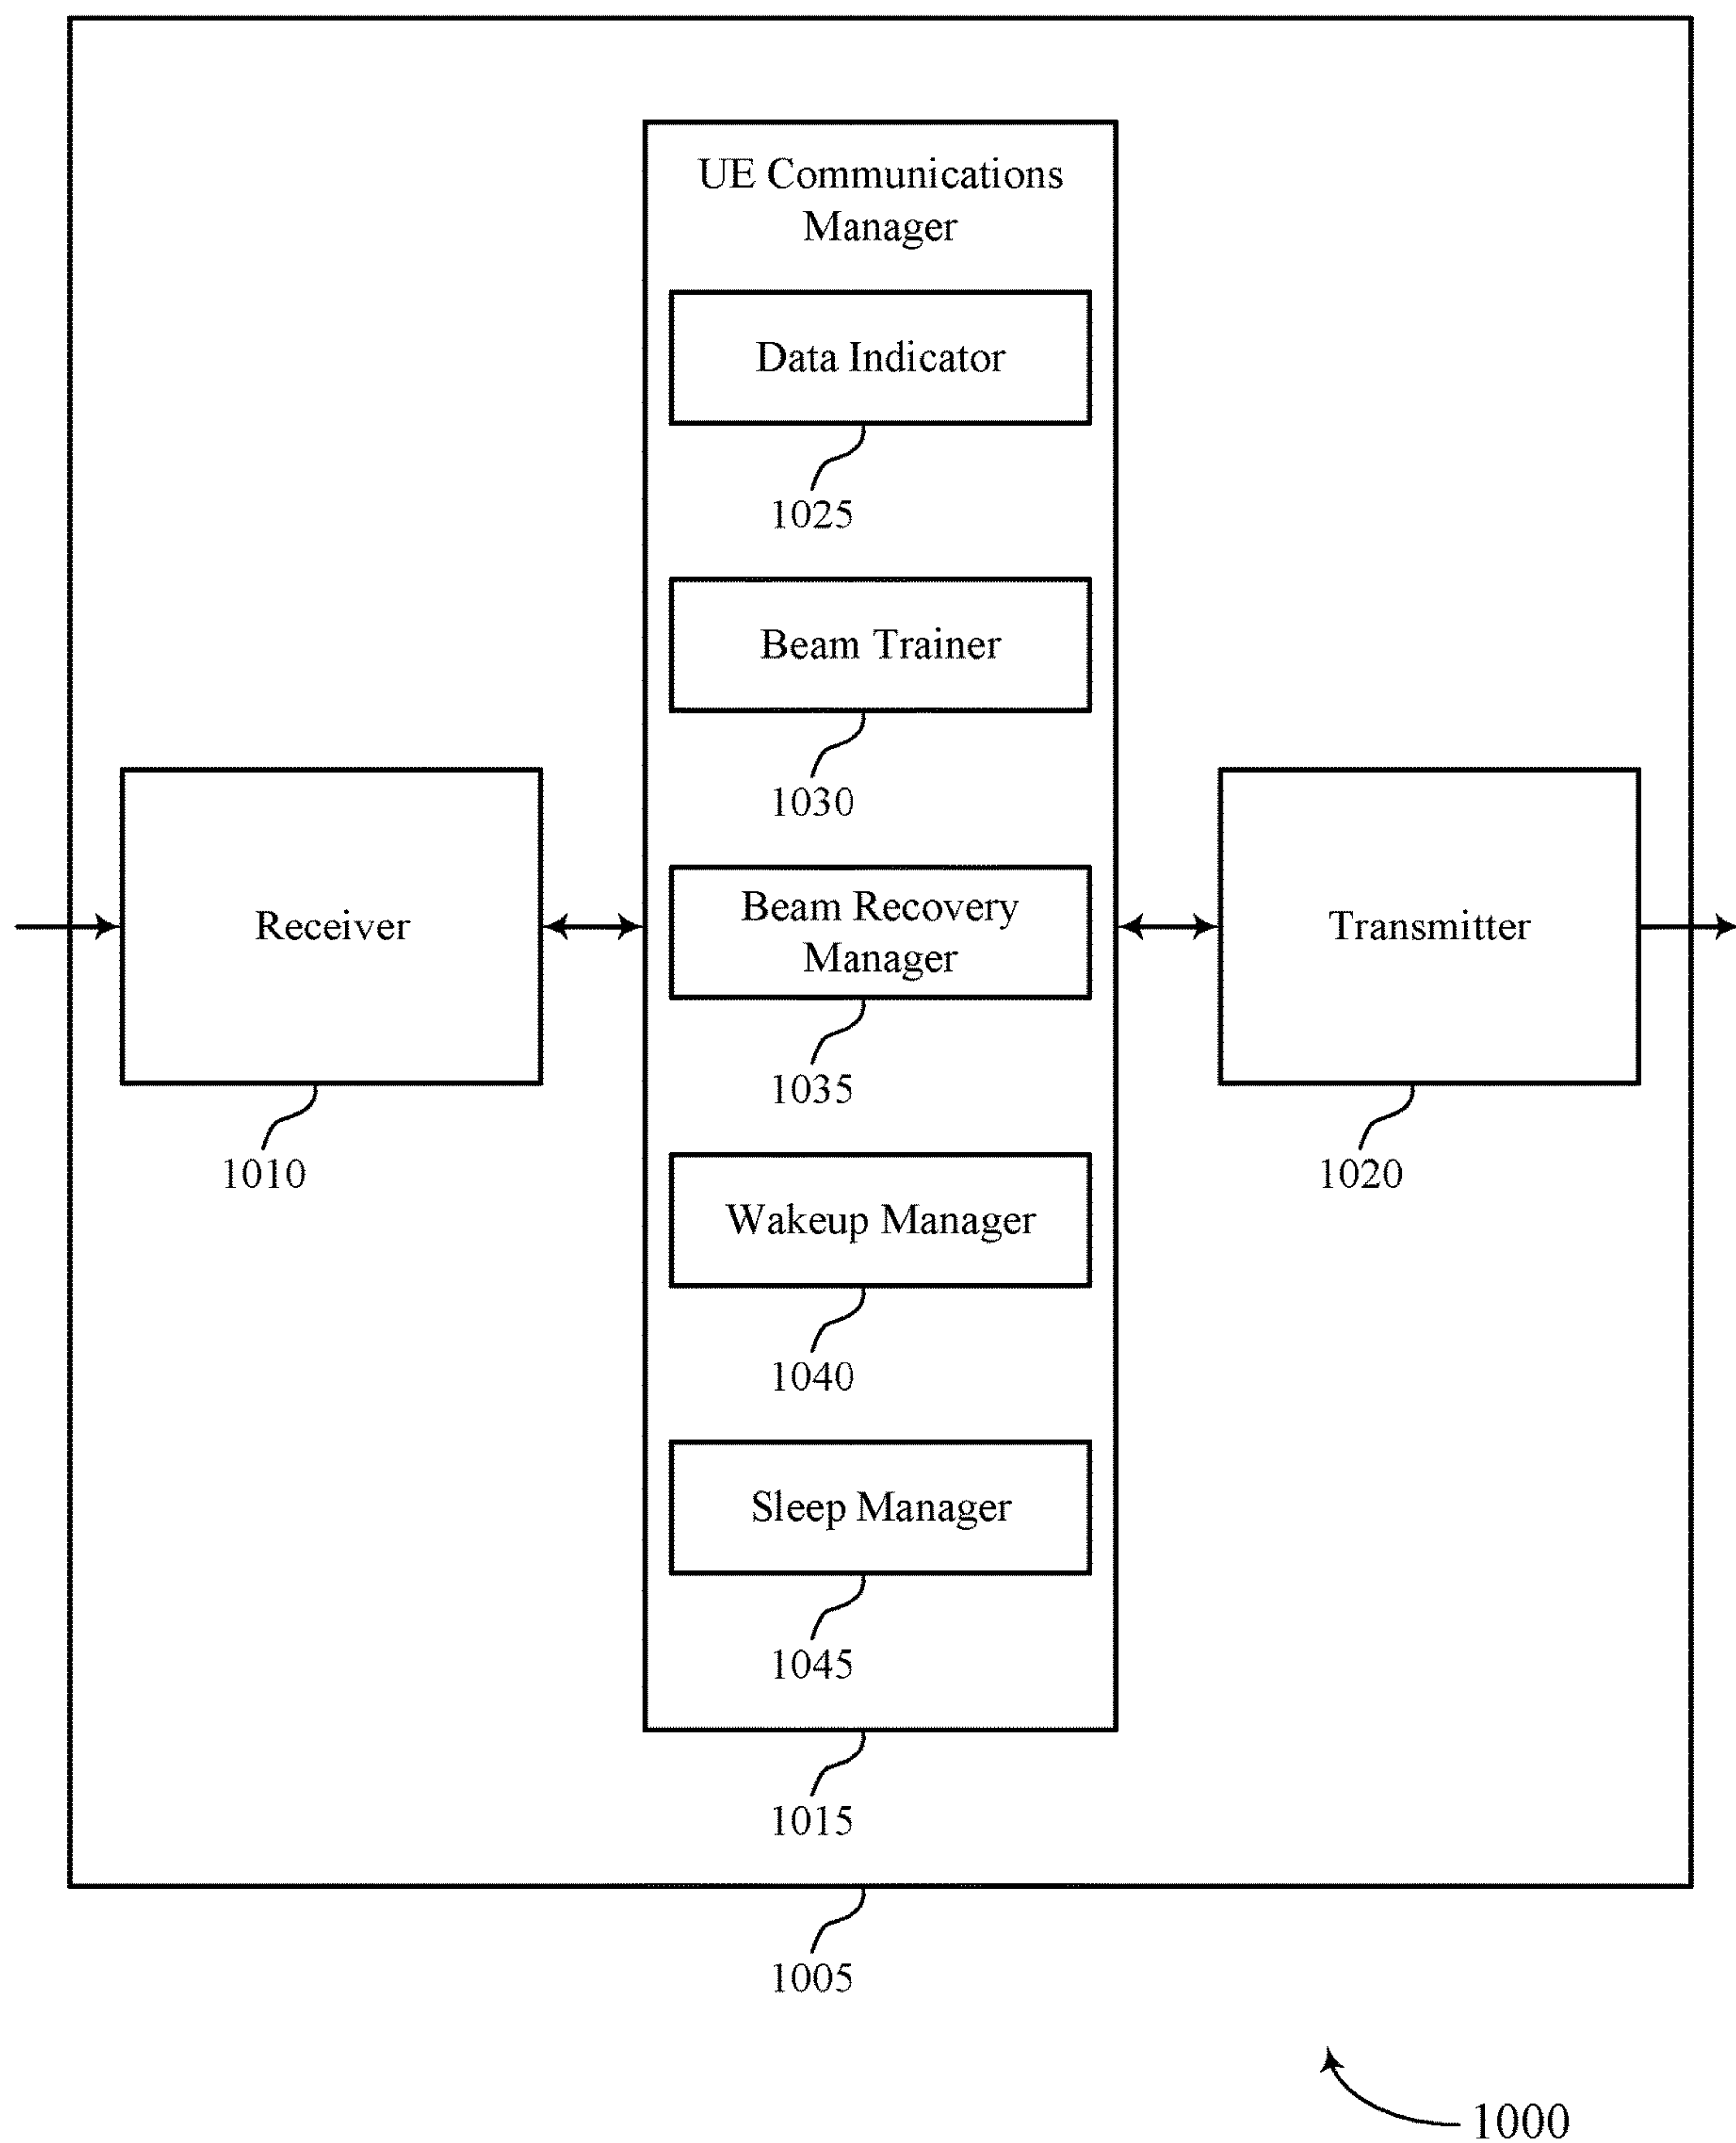 UE Communications
Manager
Data Indicator
1025
Beam Trainer
1030
Receiver
1010
Beam Recovery
Manager
1035
Transmitter
1020
Wakeup Manager
1040
Sleep Manager
1045
1015
1005
1000